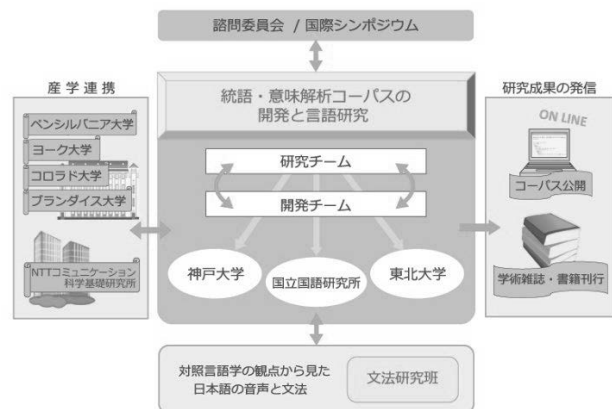 諮問委員会 / 国際シンポジウム
産学連携
ペンシルバニア大学
ヨーク大学
コロラド大学
ブランダイス大学
NTTコミュニケーション
科学基礎研究所
統語・意味解析コーパスの
開発と言語研究
研究チーム
開発チーム
神戸大学
国立国語研究所
東北大学
研究成果の発信
ON LINE
コーパス公開
学術雑誌・書籍刊行
対照言語学の観点から見た
日本語の音声と文法
文法研究班